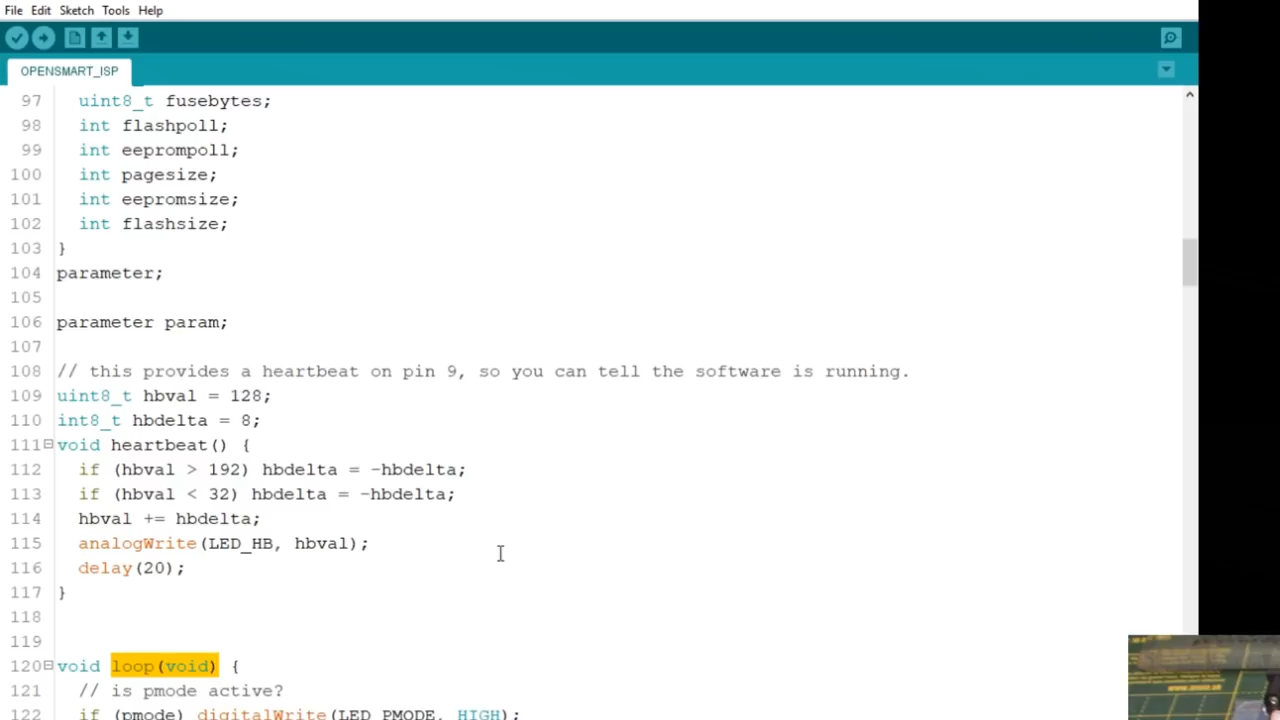 File Edit Sketch Tools Help
OPENSMART_ISP
97 uint8_t fusebytes;
98 int flashpoll;
99 int eeprompoll;
100 int pagesize;
101 int eepromsize;
102 int flashsize;
103 }
104 parameter;
105
106 parameter param;
107
108 // this provides a heartbeat on pin 9, so you can tell the software is running.
109 uint8_t hbval = 128;
110 int8_t hbdelta = 8;
111 void heartbeat() {
112 if (hbval > 192) hbdelta = -hbdelta;
113 if (hbval < 32) hbdelta = -hbdelta;
114 hbval += hbdelta;
115 analogWrite(LED_HB, hbval);
116 delay(20);
117 }
118
119
120 void loop(void) {
121 // is pmode active?
122 if (pmode) digitalWrite(LED_PMODE, HIGH);